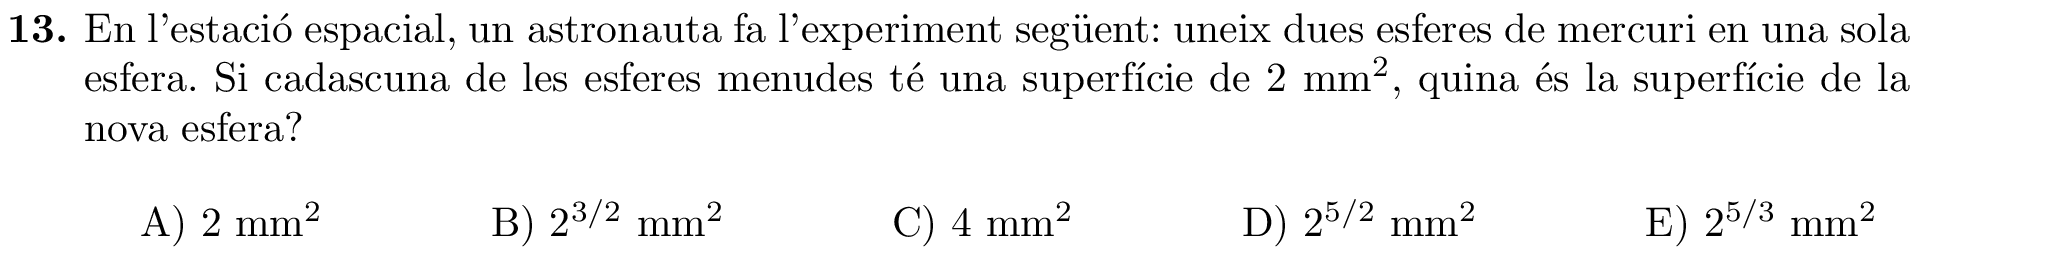 13. En l'estació espacial, un astronauta fa l'experiment següent: uneix dues esferes de mercuri en una sola
esfera. Si cadascuna de les esferes menudes té una superfície de 2 mm², quina és la superfície de la
nova esfera?
A) 2 mm² B) 2^{3/2} mm² C) 4 mm² D) 2^{5/2} mm² E) 2^{5/3} mm²